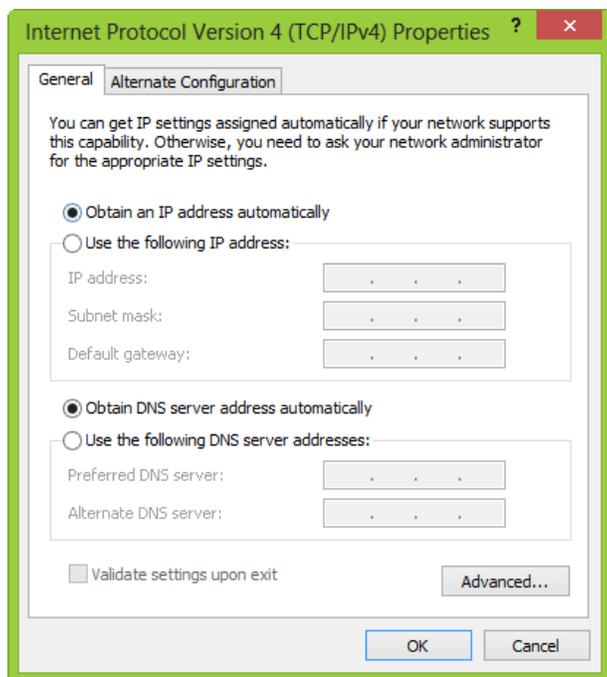 Internet Protocol Version 4 (TCP/IPv4) Properties ?
General Alternate Configuration
You can get IP settings assigned automatically if your network supports
this capability. Otherwise, you need to ask your network administrator
for the appropriate IP settings.
Obtain an IP address automatically
Use the following IP address:
IP address:
Subnet mask:
Default gateway:
Obtain DNS server address automatically
Use the following DNS server addresses:
Preferred DNS server:
Alternate DNS server:
Validate settings upon exit
Advanced...
OK Cancel